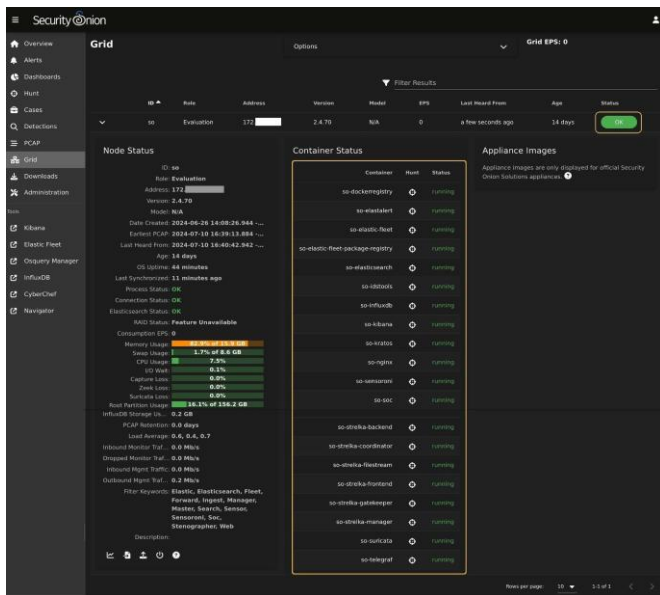 Security Onion
Overview
Alerts
Dashboards
Hunt
Cases
Detections
PCAP
Grid
Downloads
Administration
Tools
Kibana
Elastic Fleet
Osquery Manager
InfluxDB
CyberChef
Navigator
Grid
Options
Grid EPS: 0
Filter Results
ID Role Address Version Model EPS Last Heard From Age Status
so Evaluation 172. 2.4.70 N/A 0 a few seconds ago 14 days OK
Node Status
ID: so
Role: Evaluation
Address: 172.
Version: 2.4.70
Model: N/A
Date Created: 2024-06-26 14:08:26.944 -...
Earliest PCAP: 2024-07-10 16:39:13.884 -...
Last Heard From: 2024-07-10 16:40:42.942 -...
Age: 14 days
OS Uptime: 44 minutes
Last Synchronized: 11 minutes ago
Process Status: OK
Connection Status: OK
Elasticsearch Status: OK
RAID Status: Feature Unavailable
Consumption EPS: 0
Memory Usage: 82.9% of 15.9 GB
Swap Usage: 1.7% of 8.6 GB
CPU Usage: 7.5%
I/O Wait: 0.1%
Capture Loss: 0.0%
Zeek Loss: 0.0%
Suricata Loss: 0.0%
Root Partition Usage: 16.1% of 156.2 GB
InfluxDB Storage Us... 0.2 GB
PCAP Retention: 0.0 days
Load Average: 0.6, 0.4, 0.7
Inbound Monitor Traf... 0.0 Mb/s
Dropped Monitor Traf... 0.0 Mb/s
Inbound Mgmt Traffic: 0.0 Mb/s
Outbound Mgmt Traf... 0.2 Mb/s
Filter Keywords: Elastic, Elasticsearch, Fleet,
Forward, Ingest, Manager,
Master, Search, Sensor,
Sensoroni, Soc,
Stenographer, Web
Description:
Container Status
Container Hunt Status
so-dockerregistry running
so-elastalert running
so-elastic-fleet running
so-elastic-fleet-package-registry running
so-elasticsearch running
so-idstools running
so-influxdb running
so-kibana running
so-kratos running
so-nginx running
so-sensoroni running
so-soc running
so-strelka-backend running
so-strelka-coordinator running
so-strelka-filestream running
so-strelka-frontend running
so-strelka-gatekeeper running
so-strelka-manager running
so-suricata running
so-telegraf running
Appliance Images
Appliance images are only displayed for official Security
Onion Solutions appliances.
Rows per page: 10 1-1 of 1